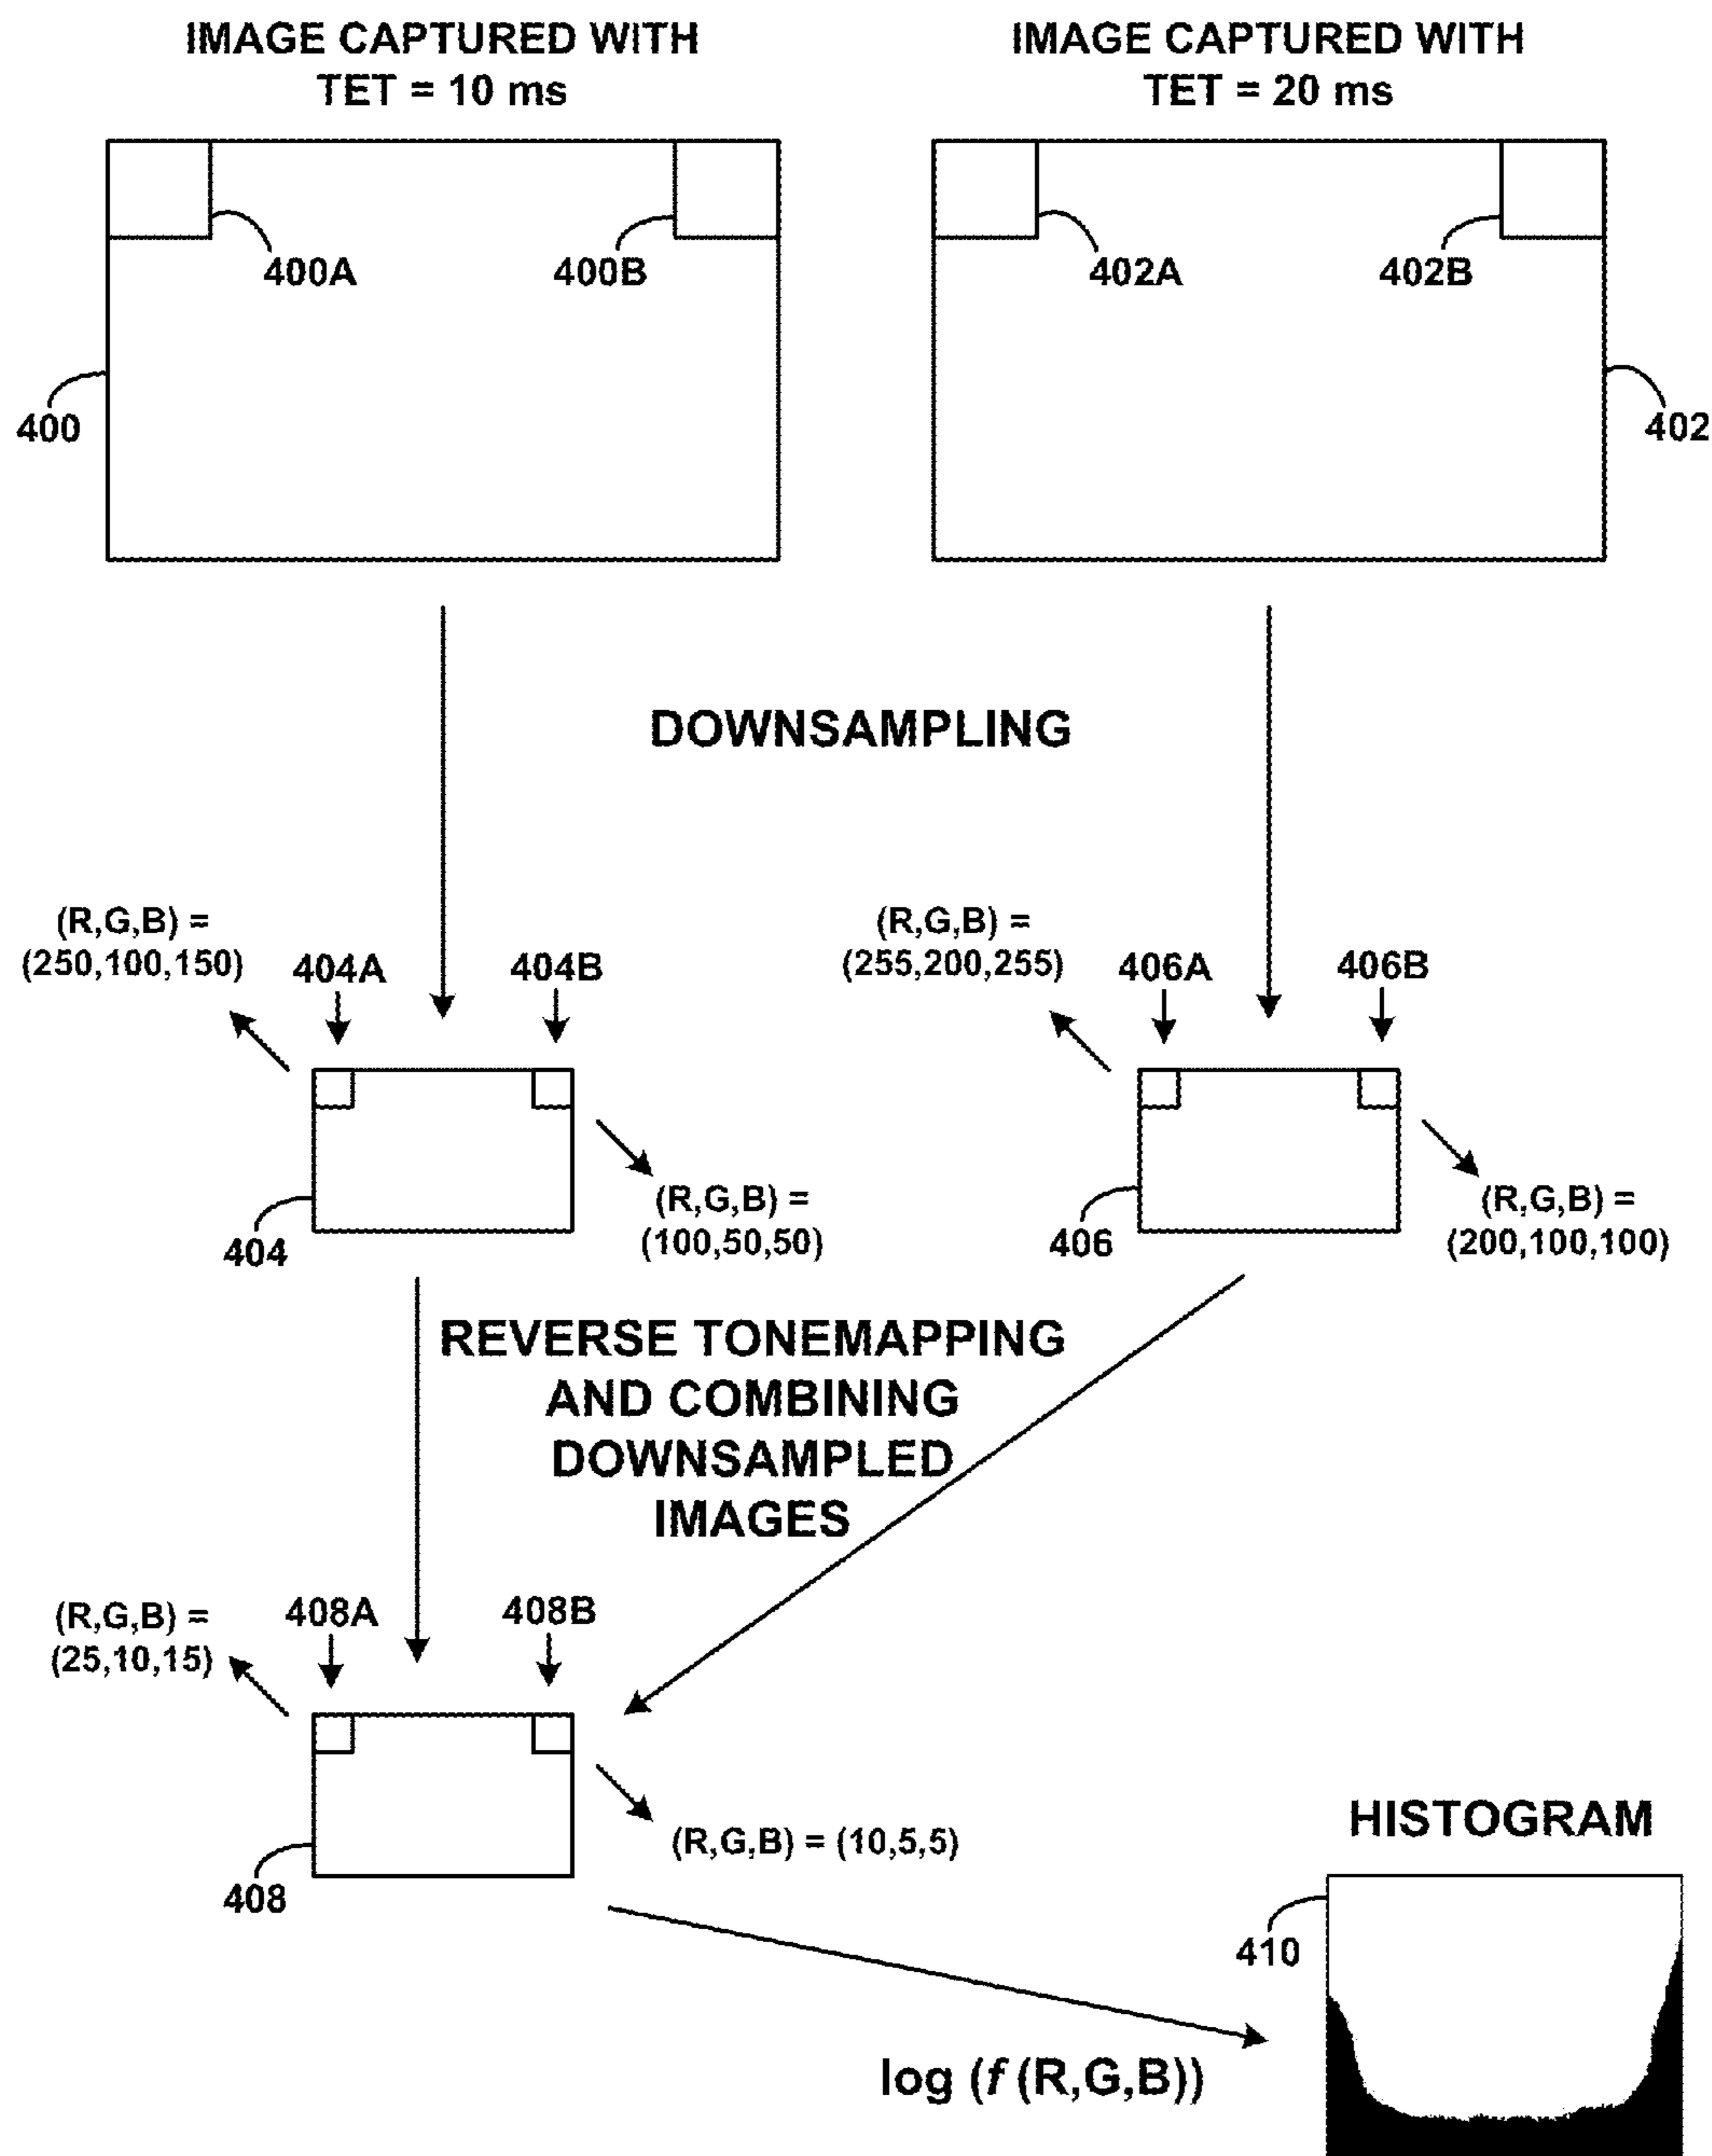 IMAGE CAPTURED WITH
TET = 10 ms
IMAGE CAPTURED WITH
TET = 20 ms
400A
400B
402A
402B
400
402
DOWNSAMPLING
(R,G,B) =
(250,100,150)
404A
404B
(R,G,B) =
(255,200,255)
406A
406B
(R,G,B) =
(100,50,50)
404
(R,G,B) =
(200,100,100)
406
REVERSE TONEMAPPING
AND COMBINING
DOWNSAMPLED
IMAGES
(R,G,B) =
(25,10,15)
408A
408B
(R,G,B) = (10,5,5)
408
HISTOGRAM
410
log (f (R,G,B))